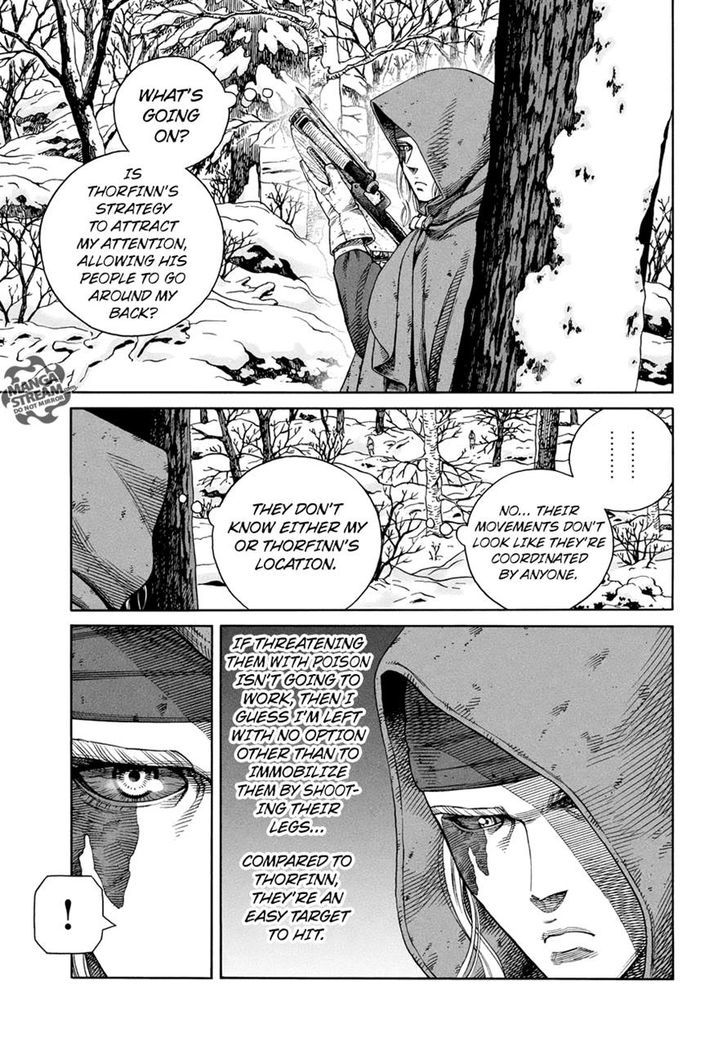 WHAT'S
GOING
ON?
IS
THORFINN'S
STRATEGY
TO ATTRACT
MY ATTENTION,
ALLOWING HIS
PEOPLE TO GO
AROUND MY
BACK?
MANGA
STREAM.com
DO NOT MIRROR
..........
NO... THEIR
MOVEMENTS DON'T
LOOK LIKE THEY'RE
COORDINATED
BY ANYONE.
THEY DON'T
KNOW EITHER MY
OR THORFINN'S
LOCATION.
IF THREATENING
THEM WITH POISON
ISN'T GOING TO
WORK, THEN I
GUESS I'M LEFT
WITH NO OPTION
OTHER THAN TO
IMMOBILIZE
THEM BY SHOOT-
ING THEIR
LEGS...
COMPARED TO
THORFINN,
THEY'RE AN
EASY TARGET
TO HIT.
!